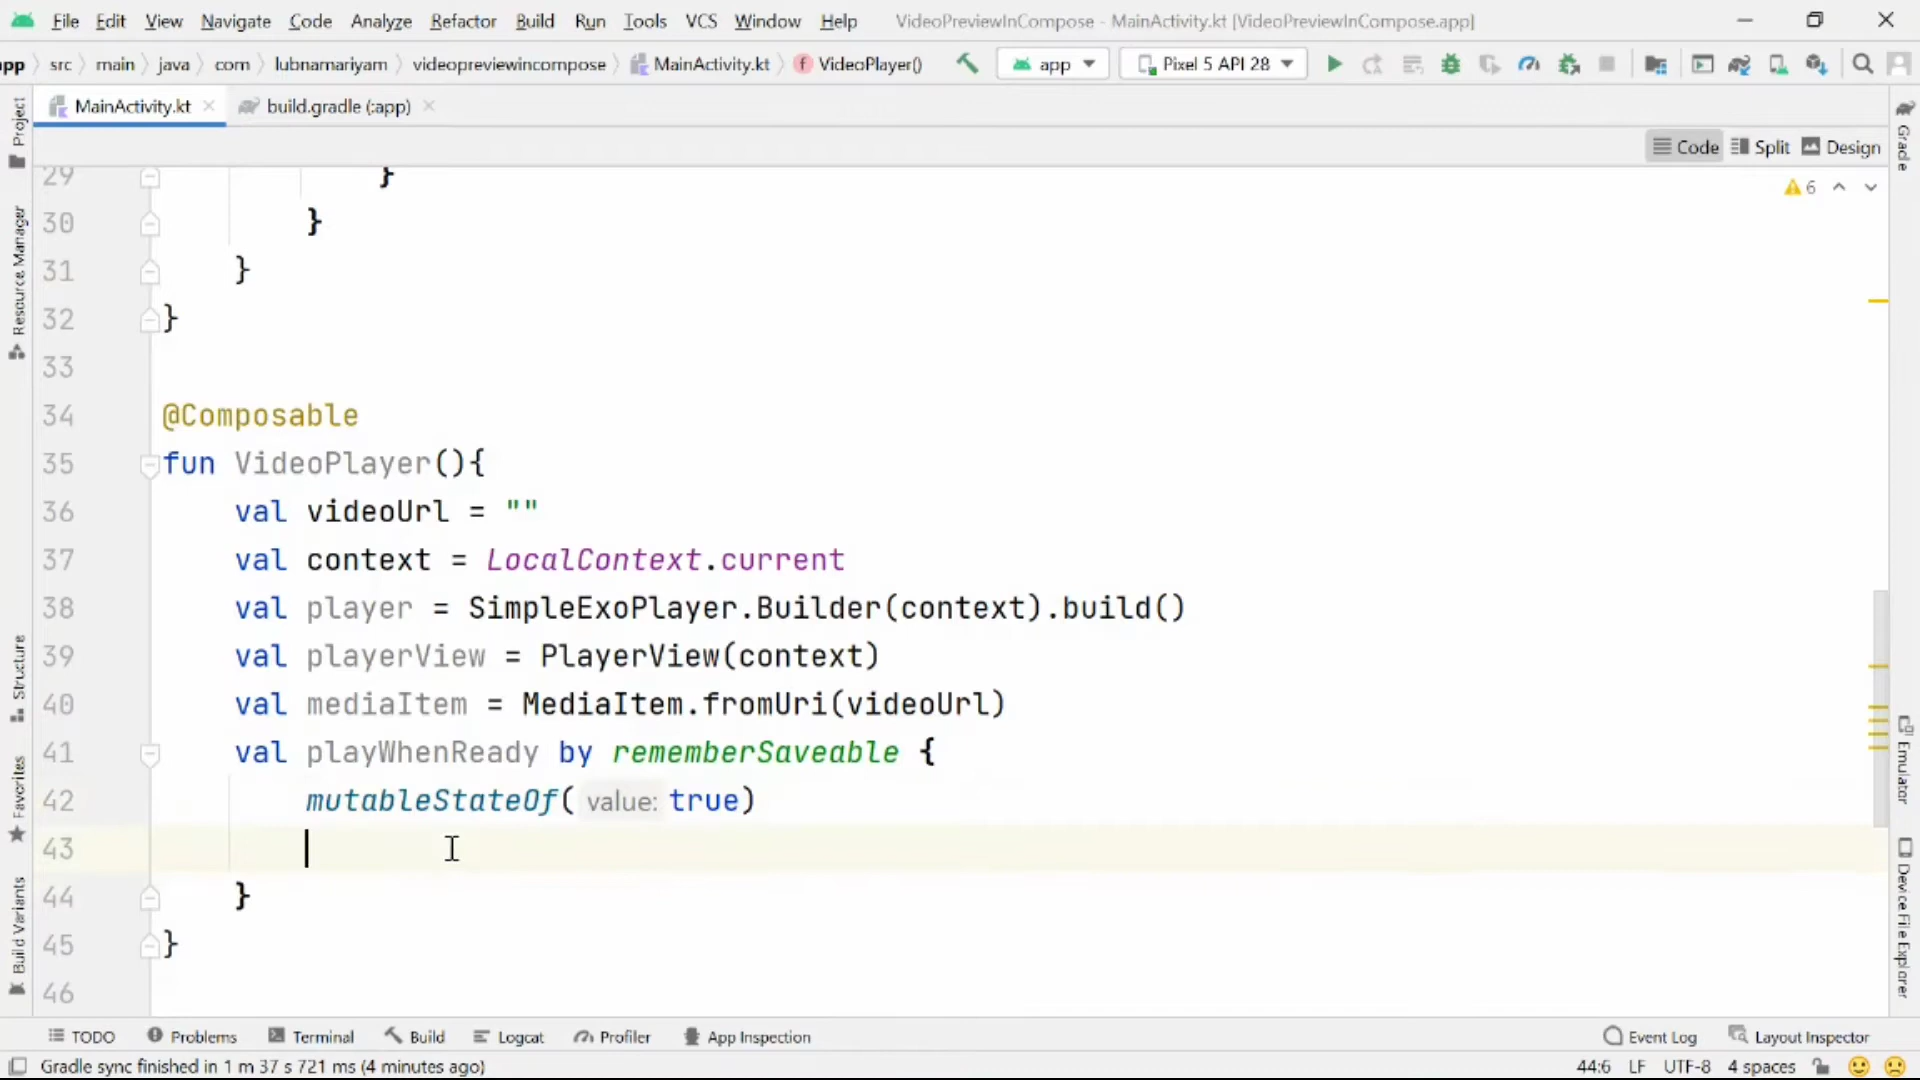 File Edit View Navigate Code Analyze Refactor Build Run Tools VCS Window Help VideoPreviewInCompose - MainActivity.kt [VideoPreviewInCompose.app]
app src main java com lubnamariyam videopreviewincompose MainActivity.kt VideoPlayer() app Pixel 5 API 28
MainActivity.kt build.gradle (:app)
Code Split Design
6
Project
Resource Manager
Structure
Favorites
Build Variants
29 }
30 }
31 }
32 }
33
34 @Composable
35 fun VideoPlayer(){
36 val videoUrl = ""
37 val context = LocalContext.current
38 val player = SimpleExoPlayer.Builder(context).build()
39 val playerView = PlayerView(context)
40 val mediaItem = MediaItem.fromUri(videoUrl)
41 val playWhenReady by rememberSaveable {
42 mutableStateOf( value: true)
43
44 }
45 }
46
Gradle
Emulator
Device File Explorer
TODO Problems Terminal Build Logcat Profiler App Inspection Event Log Layout Inspector
Gradle sync finished in 1 m 37 s 721 ms (4 minutes ago) 44:6 LF UTF-8 4 spaces